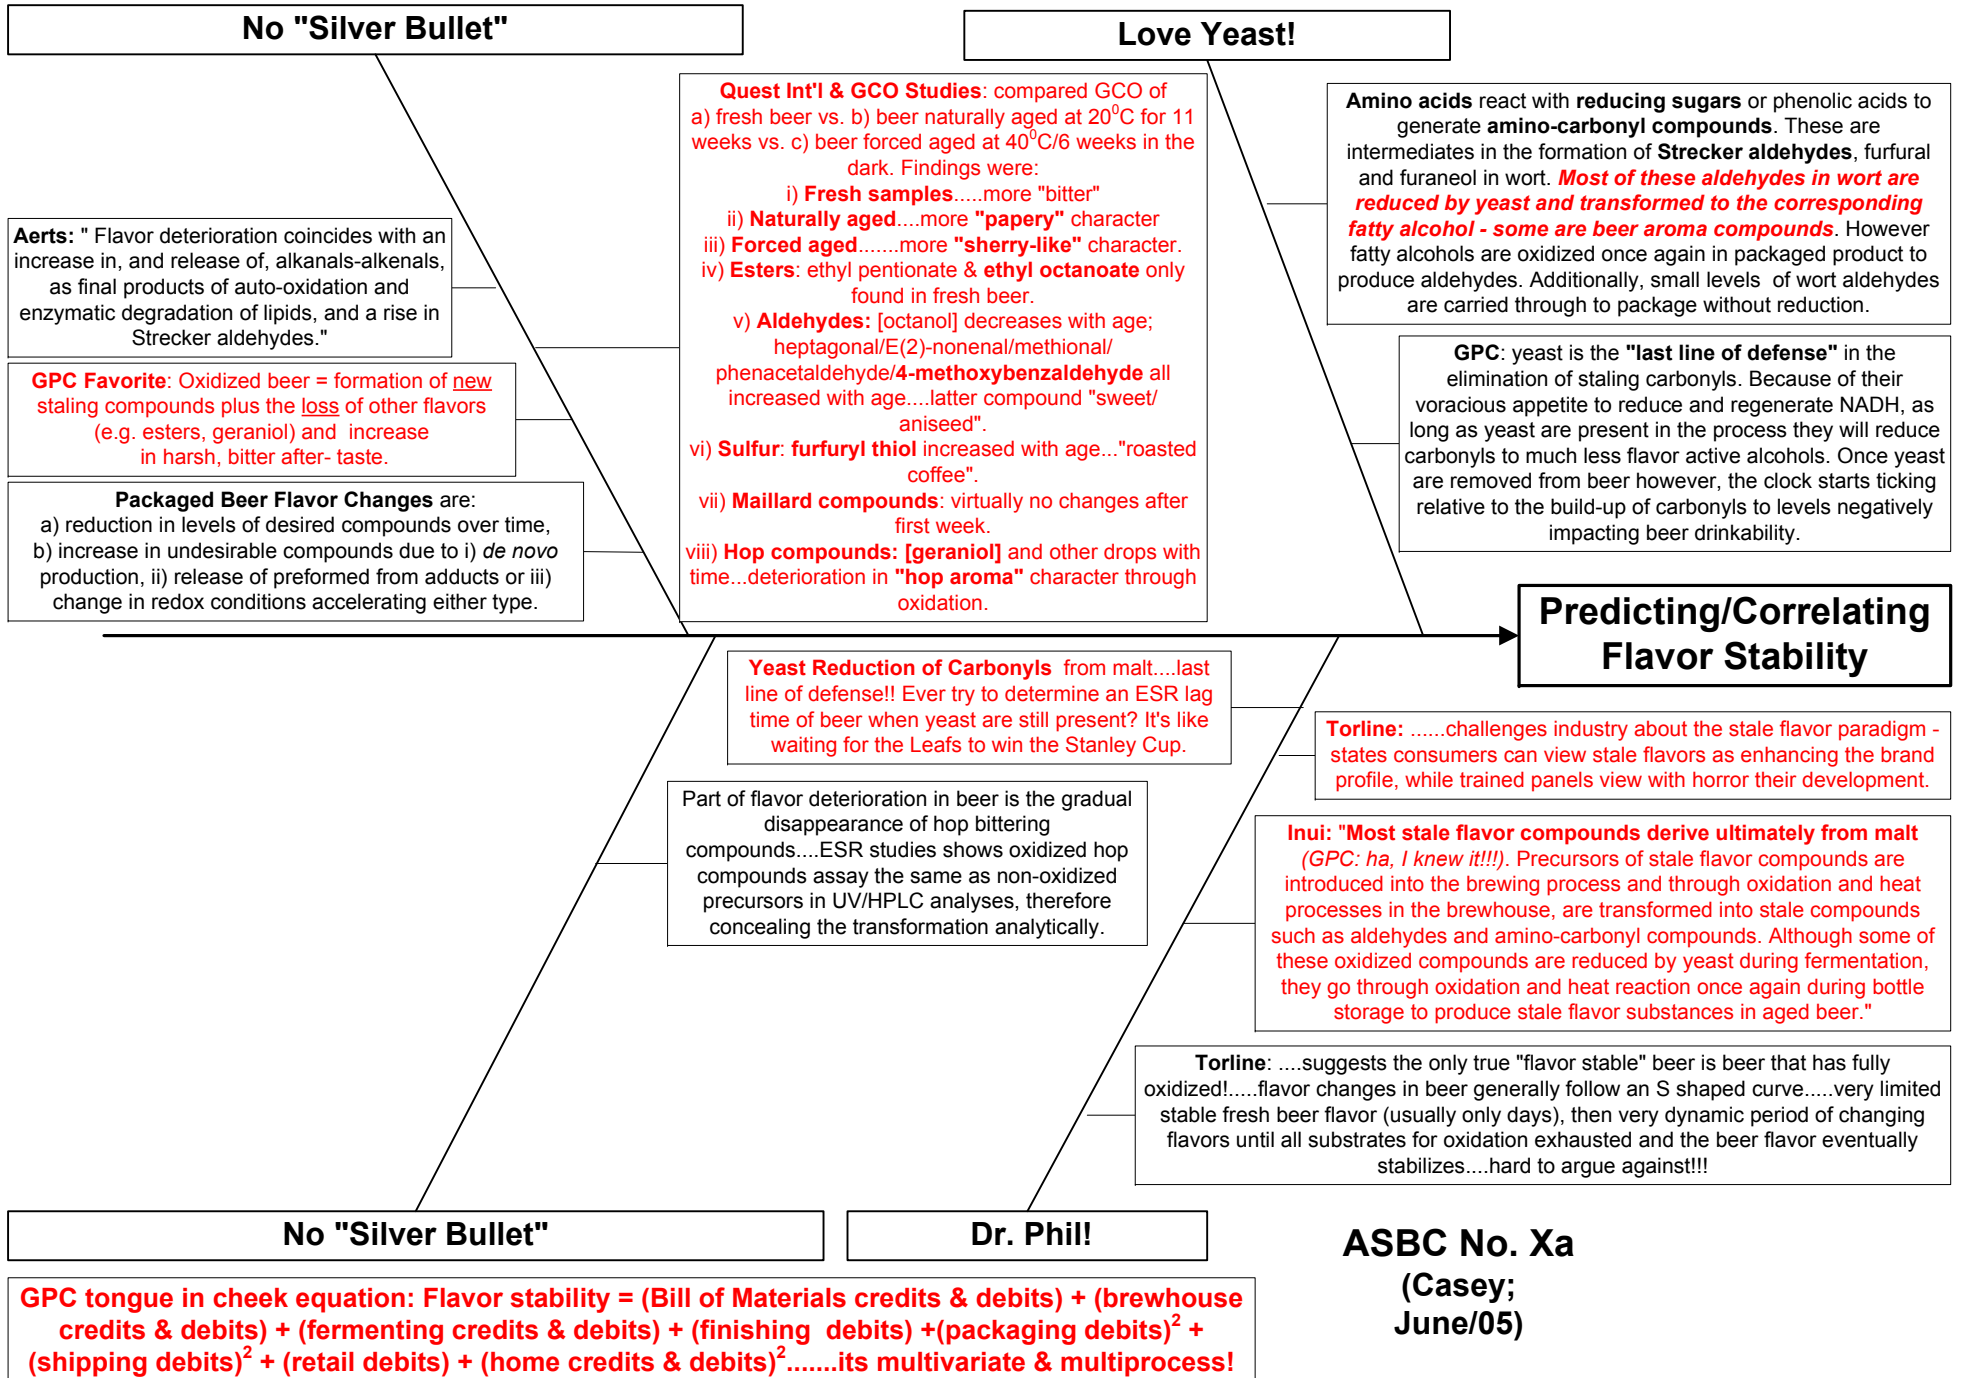 No "Silver Bullet"
Love Yeast!
Quest Int'l & GCO Studies: compared GCO of
a) fresh beer vs. b) beer naturally aged at 20⁰C for 11
weeks vs. c) beer forced aged at 40⁰C/6 weeks in the
dark. Findings were:
i) Fresh samples.....more "bitter"
ii) Naturally aged....more "papery" character
iii) Forced aged.......more "sherry-like" character.
iv) Esters: ethyl pentionate & ethyl octanoate only
found in fresh beer.
v) Aldehydes: [octanol] decreases with age;
heptagonal/E(2)-nonenal/methional/
phenacetaldehyde/4-methoxybenzaldehyde all
increased with age....latter compound "sweet/
aniseed".
vi) Sulfur: furfuryl thiol increased with age..."roasted
coffee".
vii) Maillard compounds: virtually no changes after
first week.
viii) Hop compounds: [geraniol] and other drops with
time...deterioration in "hop aroma" character through
oxidation.
Amino acids react with reducing sugars or phenolic acids to
generate amino-carbonyl compounds. These are
intermediates in the formation of Strecker aldehydes, furfural
and furaneol in wort. Most of these aldehydes in wort are
reduced by yeast and transformed to the corresponding
fatty alcohol - some are beer aroma compounds. However
fatty alcohols are oxidized once again in packaged product to
produce aldehydes. Additionally, small levels of wort aldehydes
are carried through to package without reduction.
Aerts: " Flavor deterioration coincides with an
increase in, and release of, alkanals-alkenals,
as final products of auto-oxidation and
enzymatic degradation of lipids, and a rise in
Strecker aldehydes."
GPC: yeast is the "last line of defense" in the
elimination of staling carbonyls. Because of their
voracious appetite to reduce and regenerate NADH, as
long as yeast are present in the process they will reduce
carbonyls to much less flavor active alcohols. Once yeast
are removed from beer however, the clock starts ticking
relative to the build-up of carbonyls to levels negatively
impacting beer drinkability.
GPC Favorite: Oxidized beer = formation of new
staling compounds plus the loss of other flavors
(e.g. esters, geraniol) and increase
in harsh, bitter after- taste.
Packaged Beer Flavor Changes are:
a) reduction in levels of desired compounds over time,
b) increase in undesirable compounds due to i) de novo
production, ii) release of preformed from adducts or iii)
change in redox conditions accelerating either type.
Predicting/Correlating
Flavor Stability
Yeast Reduction of Carbonyls from malt....last
line of defense!! Ever try to determine an ESR lag
time of beer when yeast are still present? It's like
waiting for the Leafs to win the Stanley Cup.
Torline: ......challenges industry about the stale flavor paradigm -
states consumers can view stale flavors as enhancing the brand
profile, while trained panels view with horror their development.
Part of flavor deterioration in beer is the gradual
disappearance of hop bittering
compounds....ESR studies shows oxidized hop
compounds assay the same as non-oxidized
precursors in UV/HPLC analyses, therefore
concealing the transformation analytically.
Inui: "Most stale flavor compounds derive ultimately from malt
(GPC: ha, I knew it!!!). Precursors of stale flavor compounds are
introduced into the brewing process and through oxidation and heat
processes in the brewhouse, are transformed into stale compounds
such as aldehydes and amino-carbonyl compounds. Although some of
these oxidized compounds are reduced by yeast during fermentation,
they go through oxidation and heat reaction once again during bottle
storage to produce stale flavor substances in aged beer."
Torline: ....suggests the only true "flavor stable" beer is beer that has fully
oxidized!.....flavor changes in beer generally follow an S shaped curve.....very limited
stable fresh beer flavor (usually only days), then very dynamic period of changing
flavors until all substrates for oxidation exhausted and the beer flavor eventually
stabilizes....hard to argue against!!!
No "Silver Bullet"
Dr. Phil!
ASBC No. Xa
(Casey;
June/05)
GPC tongue in cheek equation: Flavor stability = (Bill of Materials credits & debits) + (brewhouse
credits & debits) + (fermenting credits & debits) + (finishing debits) +(packaging debits)² +
(shipping debits)² + (retail debits) + (home credits & debits)².......its multivariate & multiprocess!